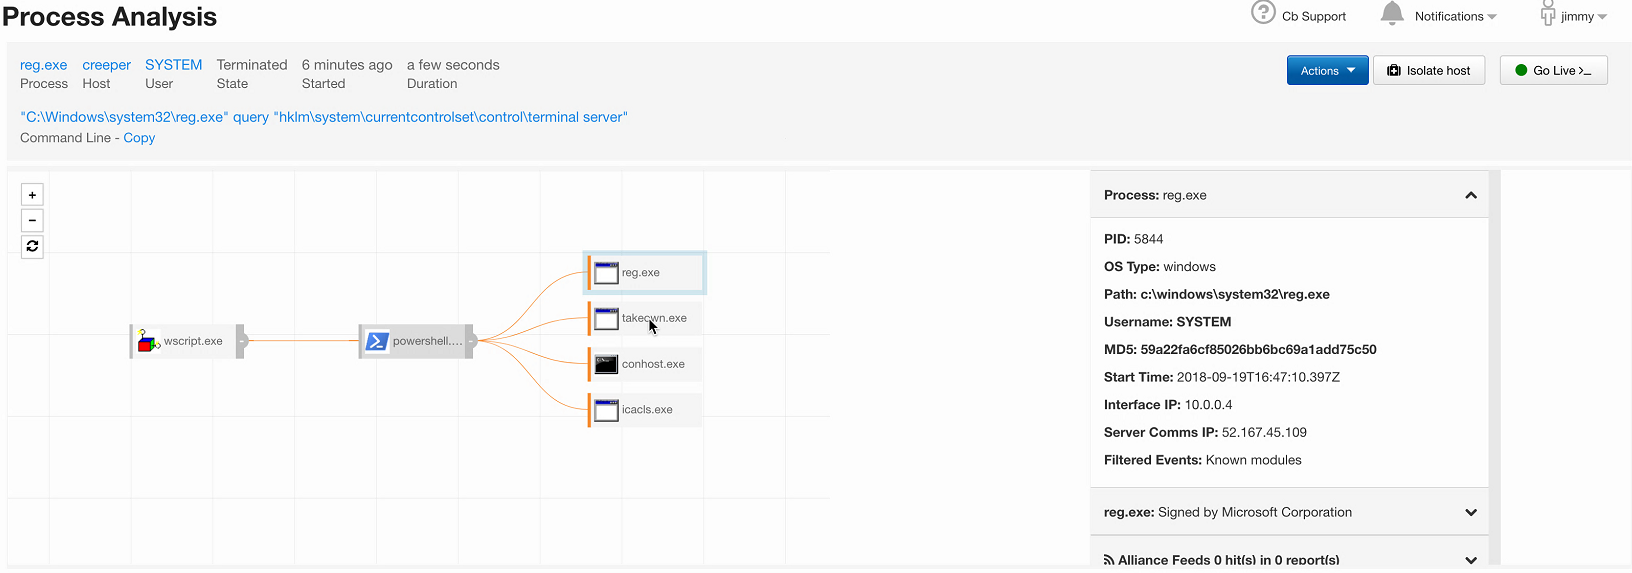 Process Analysis
Cb Support
Notifications
jimmy
reg.exe creeper SYSTEM Terminated 6 minutes ago a few seconds
Process Host User State Started Duration
Actions
Isolate host
Go Live >_
"C:\Windows\system32\reg.exe" query "hklm\system\currentcontrolset\control\terminal server"
Command Line - Copy
+
−
wscript.exe
powershell....
reg.exe
takeown.exe
conhost.exe
icacls.exe
Process: reg.exe
PID: 5844
OS Type: windows
Path: c:\windows\system32\reg.exe
Username: SYSTEM
MD5: 59a22fa6cf85026bb6bc69a1add75c50
Start Time: 2018-09-19T16:47:10.397Z
Interface IP: 10.0.0.4
Server Comms IP: 52.167.45.109
Filtered Events: Known modules
reg.exe: Signed by Microsoft Corporation
Alliance Feeds 0 hit(s) in 0 report(s)